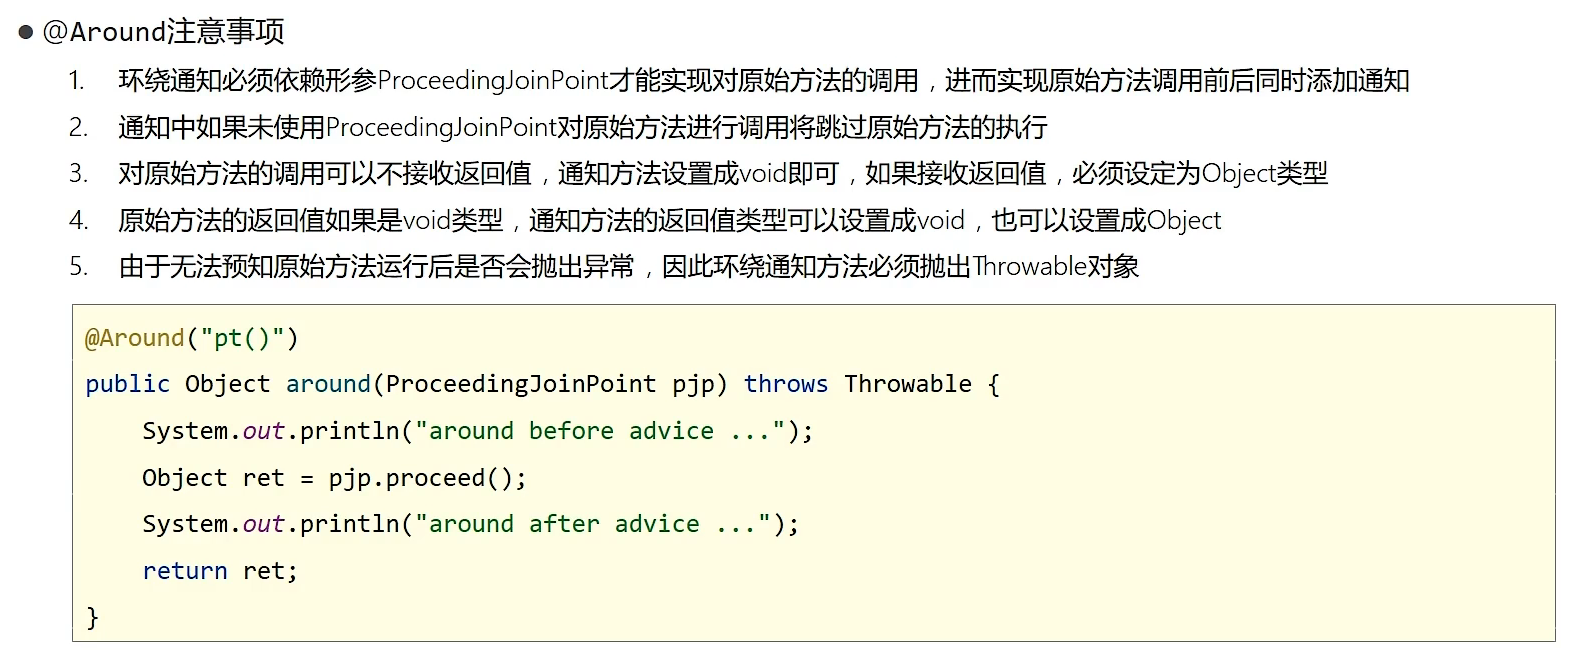 ● @Around注意事项
1. 环绕通知必须依赖形参ProceedingJoinPoint才能实现对原始方法的调用，进而实现原始方法调用前后同时添加通知
2. 通知中如果未使用ProceedingJoinPoint对原始方法进行调用将跳过原始方法的执行
3. 对原始方法的调用可以不接收返回值，通知方法设置成void即可，如果接收返回值，必须设定为Object类型
4. 原始方法的返回值如果是void类型，通知方法的返回值类型可以设置成void，也可以设置成Object
5. 由于无法预知原始方法运行后是否会抛出异常，因此环绕通知方法必须抛出Throwable对象
@Around("pt()")
public Object around(ProceedingJoinPoint pjp) throws Throwable {
    System.out.println("around before advice ...");
    Object ret = pjp.proceed();
    System.out.println("around after advice ...");
    return ret;
}